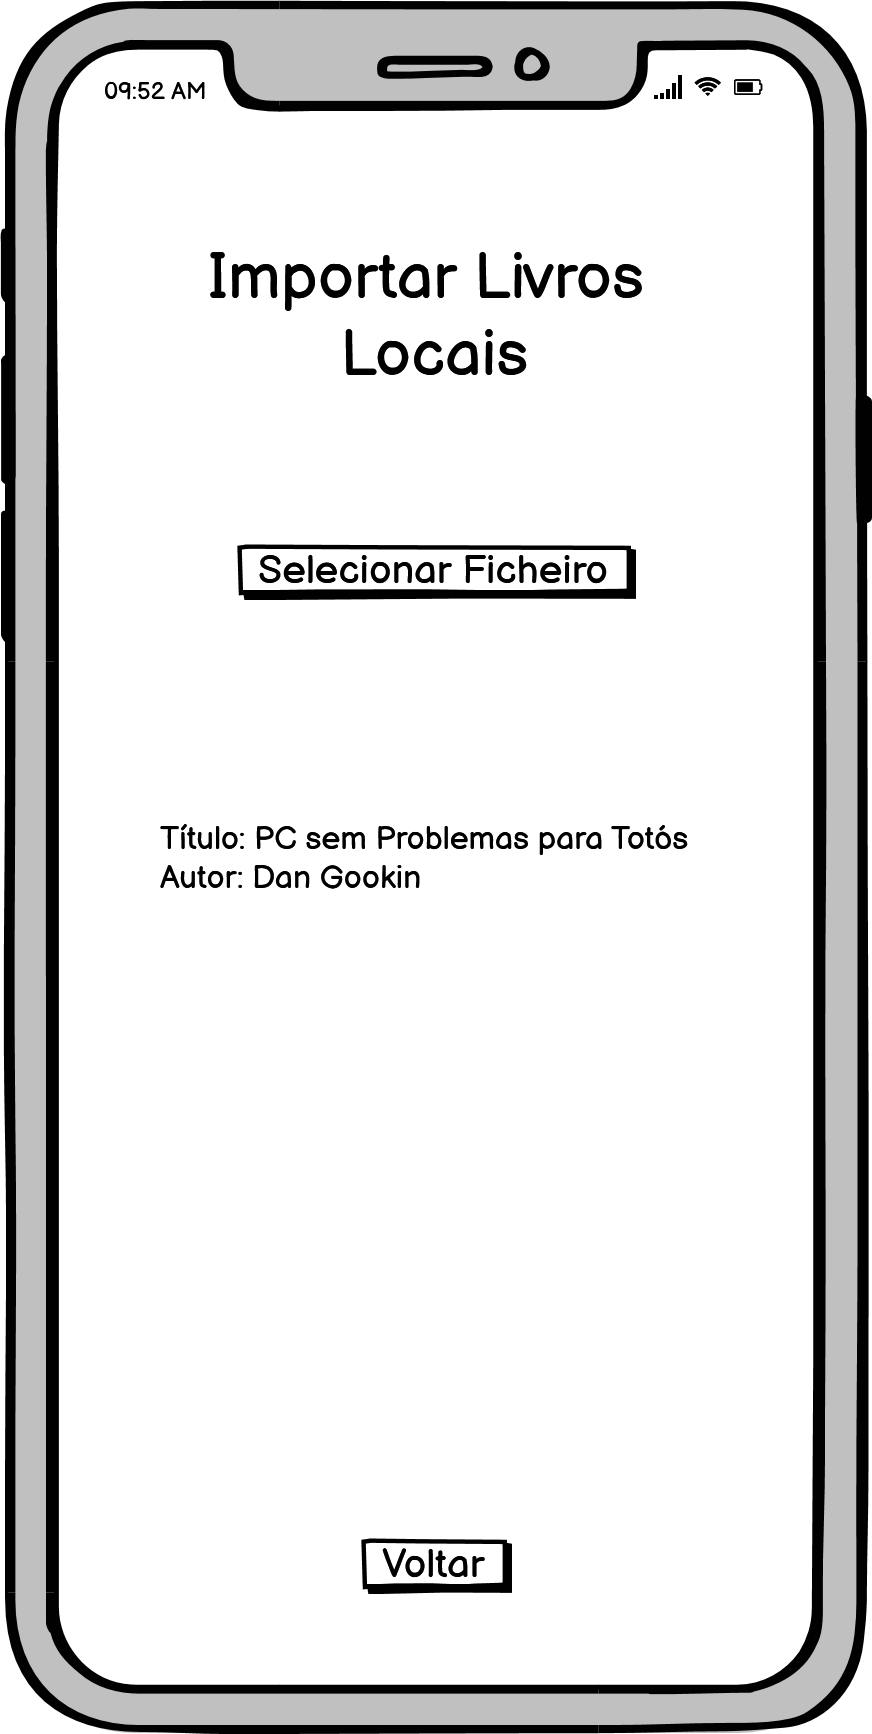 09:52 AM
Importar Livros
Locais
Selecionar Ficheiro
Título: PC sem Problemas para Totós
Autor: Dan Gookin
Voltar